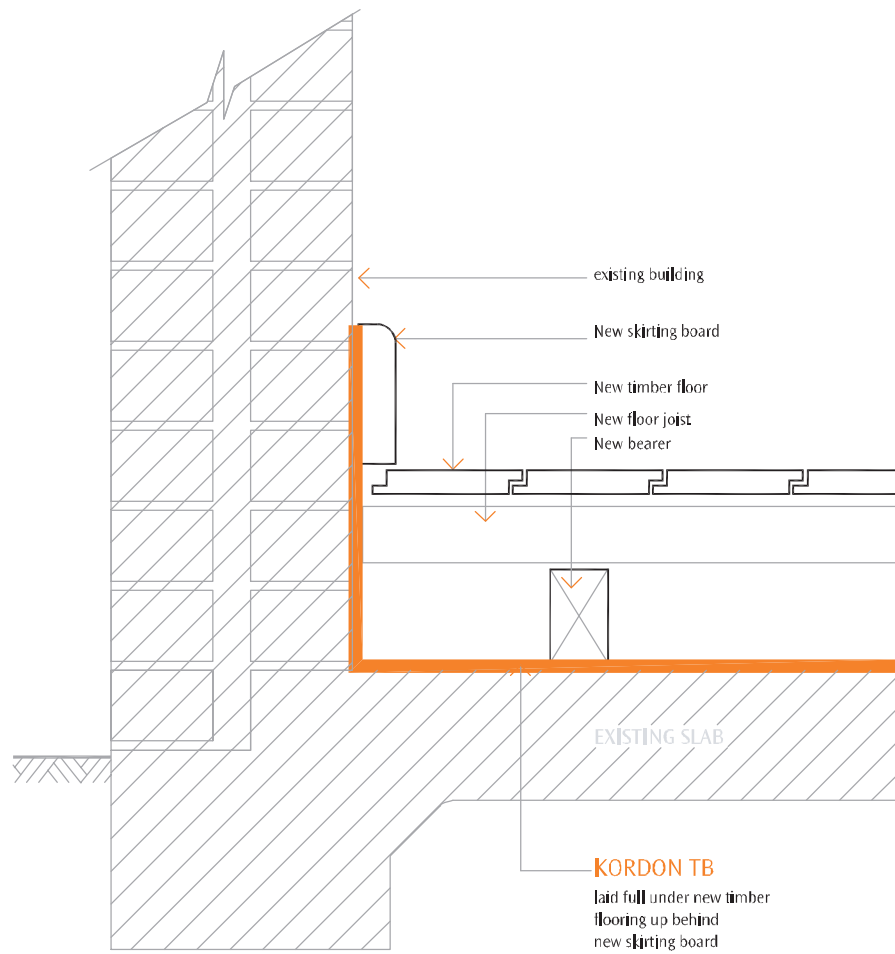 existing building
New skirting board
New timber floor
New floor joist
New bearer
EXISTING SLAB
KORDON TB
laid full under new timber
flooring up behind
new skirting board